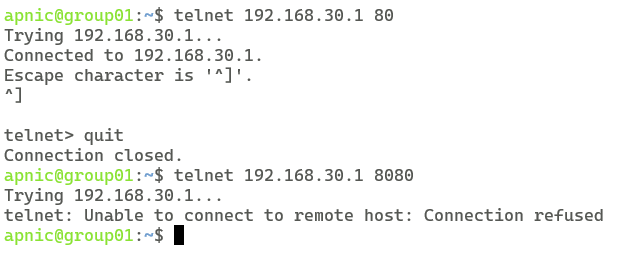 apnic@group01:~$ telnet 192.168.30.1 80
Trying 192.168.30.1...
Connected to 192.168.30.1.
Escape character is '^]'.
^]
telnet> quit
Connection closed.
apnic@group01:~$ telnet 192.168.30.1 8080
Trying 192.168.30.1...
telnet: Unable to connect to remote host: Connection refused
apnic@group01:~$